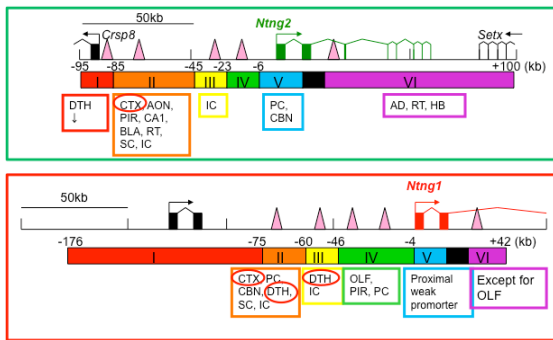 50kb
Crsp8
Ntng2
Setx
-95 -85 -45 -23 -6 +100 (kb)
I II III IV V VI
DTH
↓
CTX, AON,
PIR, CA1,
BLA, RT,
SC, IC
IC
PC,
CBN
AD, RT, HB
50kb
Ntng1
-176 -75 -60 -46 -4 +42 (kb)
I II III IV V VI
CTX, PC,
CBN, DTH,
SC, IC
DTH
IC
OLF,
PIR, PC
Proximal
weak
promoter
Except for
OLF